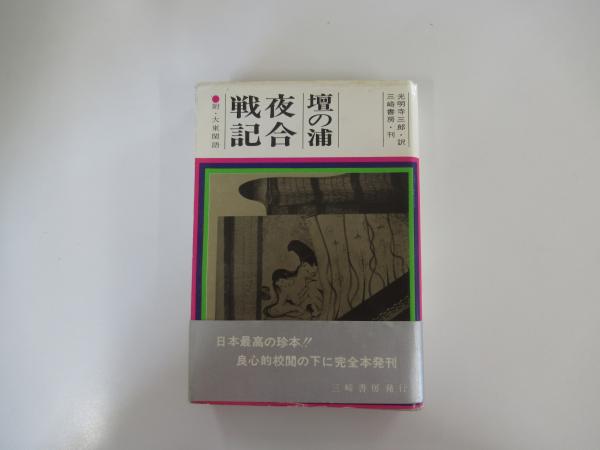 光明寺三郎・訳
三崎書房・刊
壇の浦
夜合
戦記
●附・大東閨語
日本最高の珍本!!
良心的校閲の下に完全本発刊
三崎書房発行